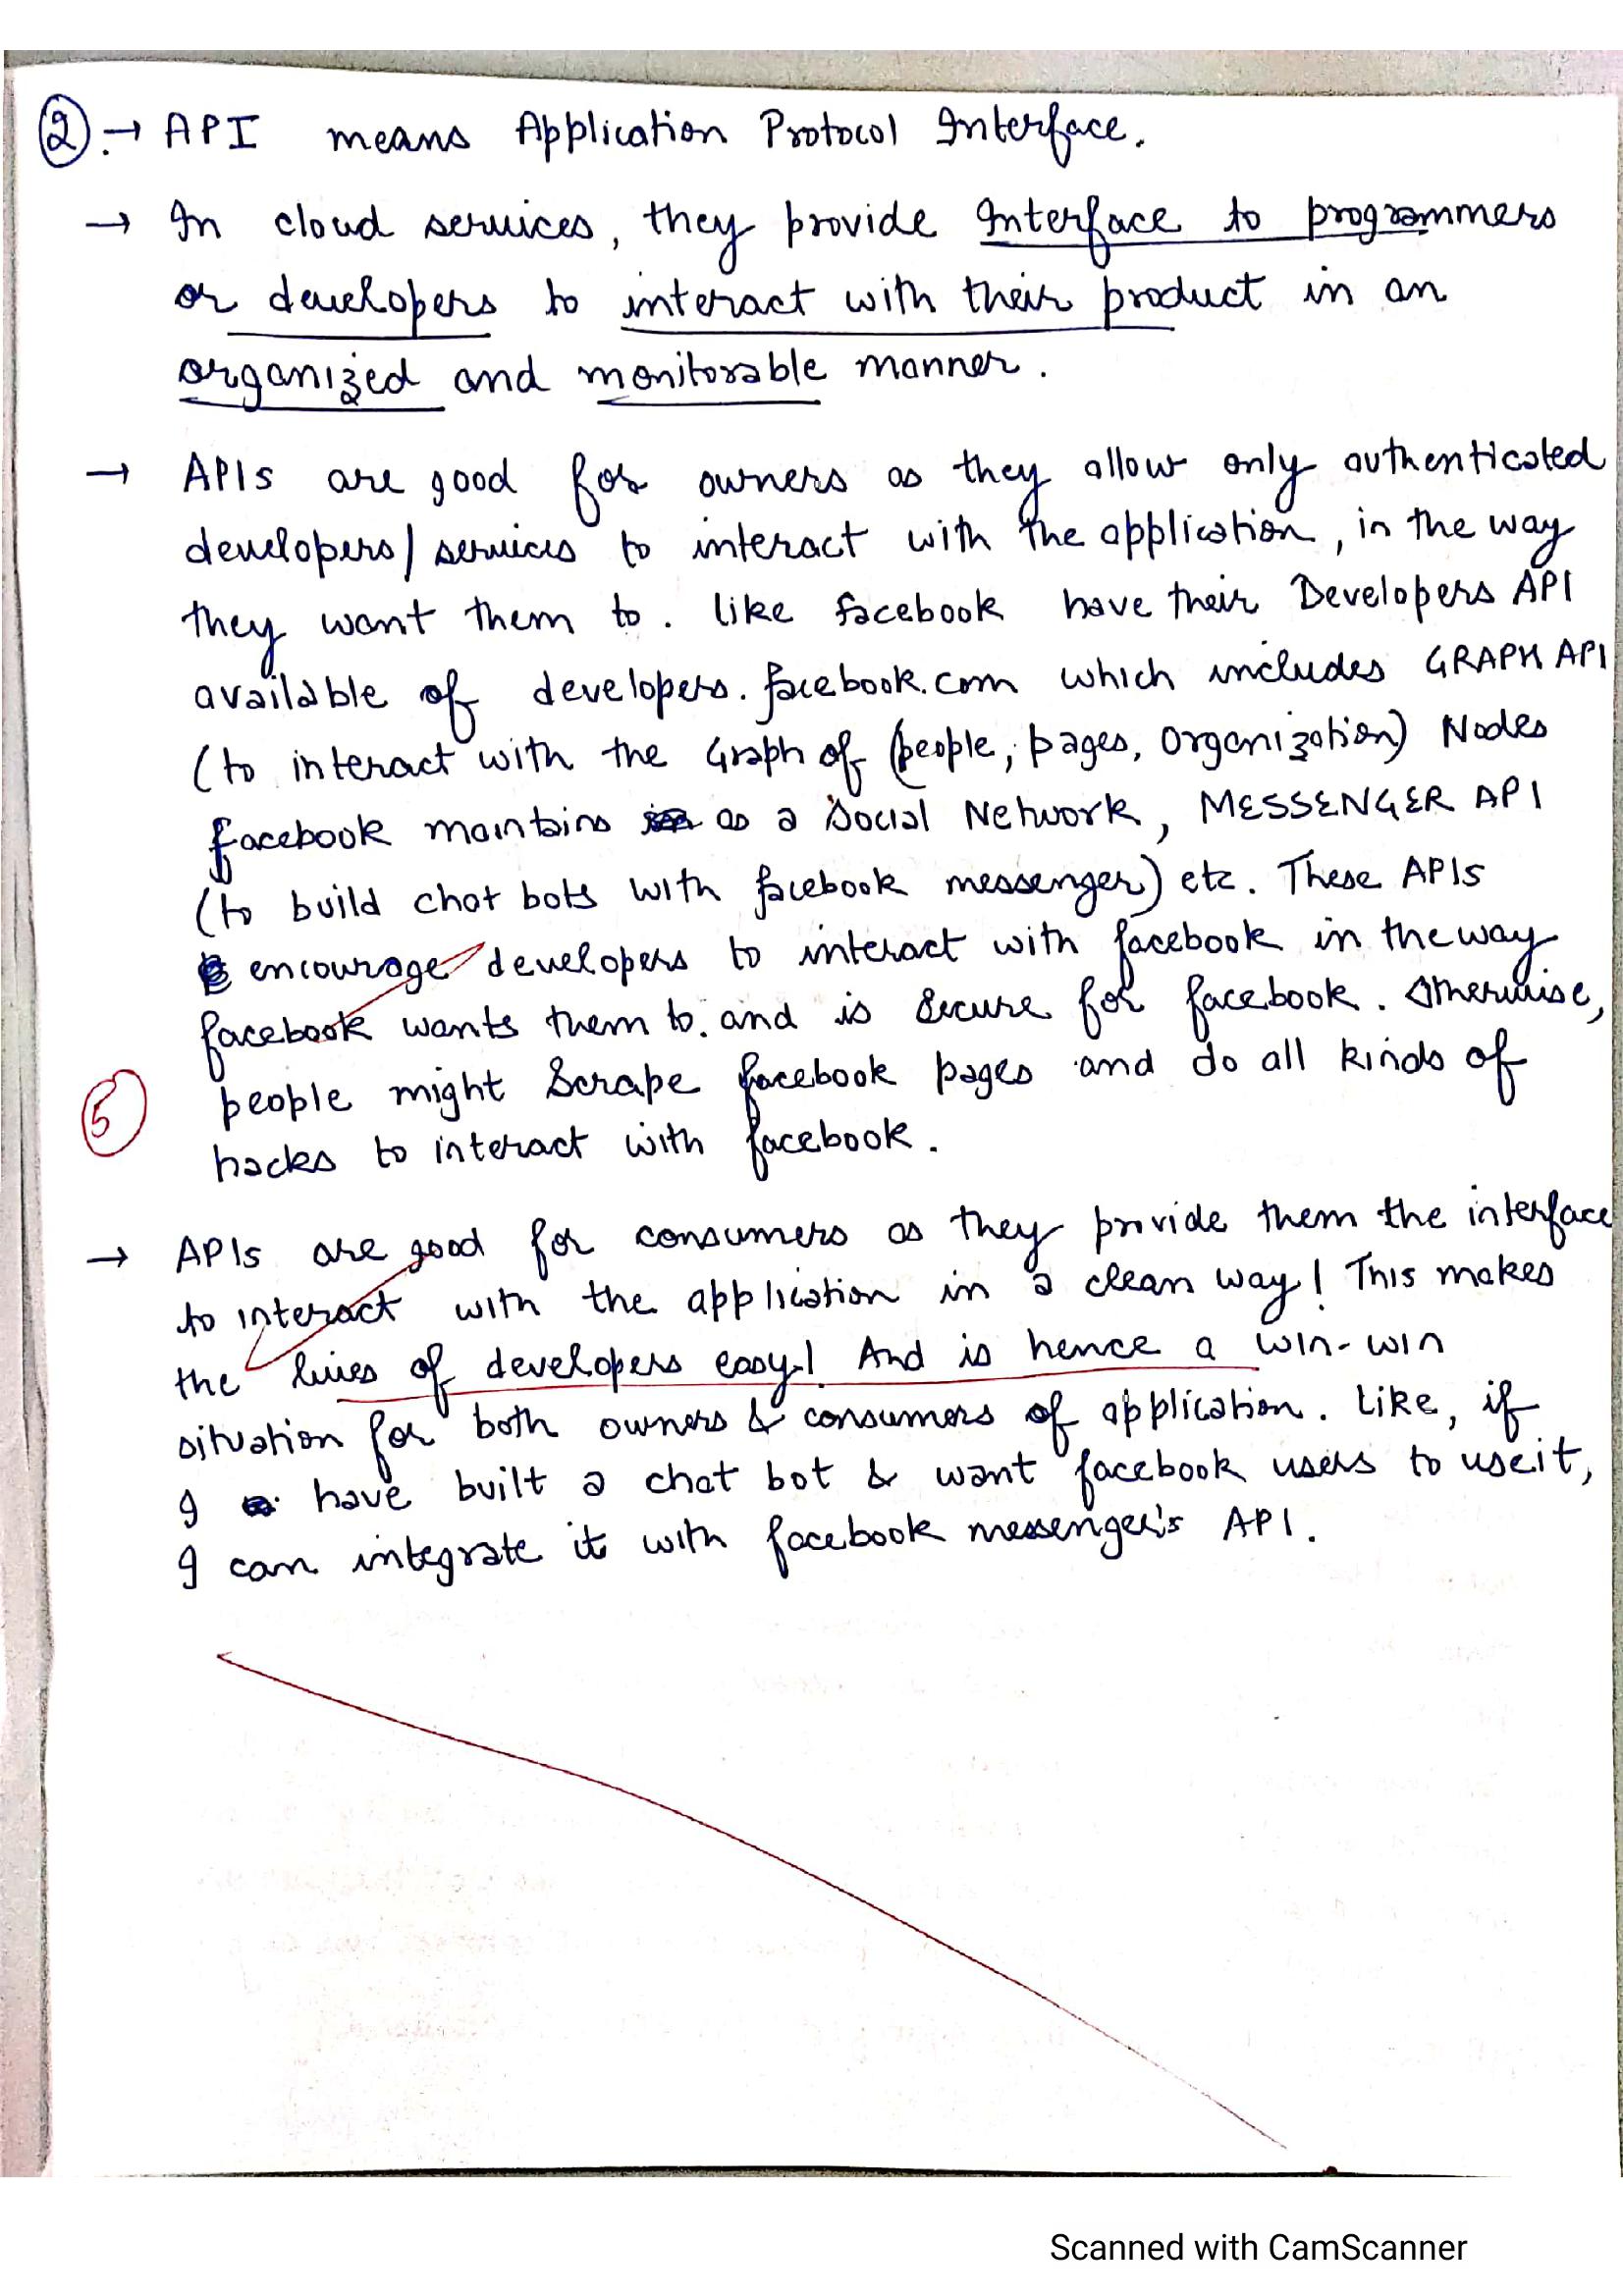 ② .→ API means Application Protocol Interface.
→ In cloud services, they provide Interface to programmers
or developers to interact with their product in an
organized and monitorable manner.
→ APIs are good for owners as they allow only authenticated
developers/services to interact with the application, in the way
they want them to. like facebook have their Developers API
available of developers.facebook.com which includes GRAPH API
(to interact with the Graph of (people, pages, organization) Nodes
facebook maintains as a Social Network, MESSENGER API
(to build chat bots with facebook messenger) etc. These APIs
encourage developers to interact with facebook in the way
facebook wants them to. and is secure for facebook. Otherwise,
people might Scrape facebook pages and do all kinds of
5
hacks to interact with facebook.
→ APIs are good for consumers as they provide them the interface
to interact with the application in a clean way! This makes
the lives of developers easy! And is hence a win-win
situation for both owners & consumers of application. Like, if
I have built a chat bot & want facebook users to use it,
I can integrate it with facebook messenger's API.
Scanned with CamScanner